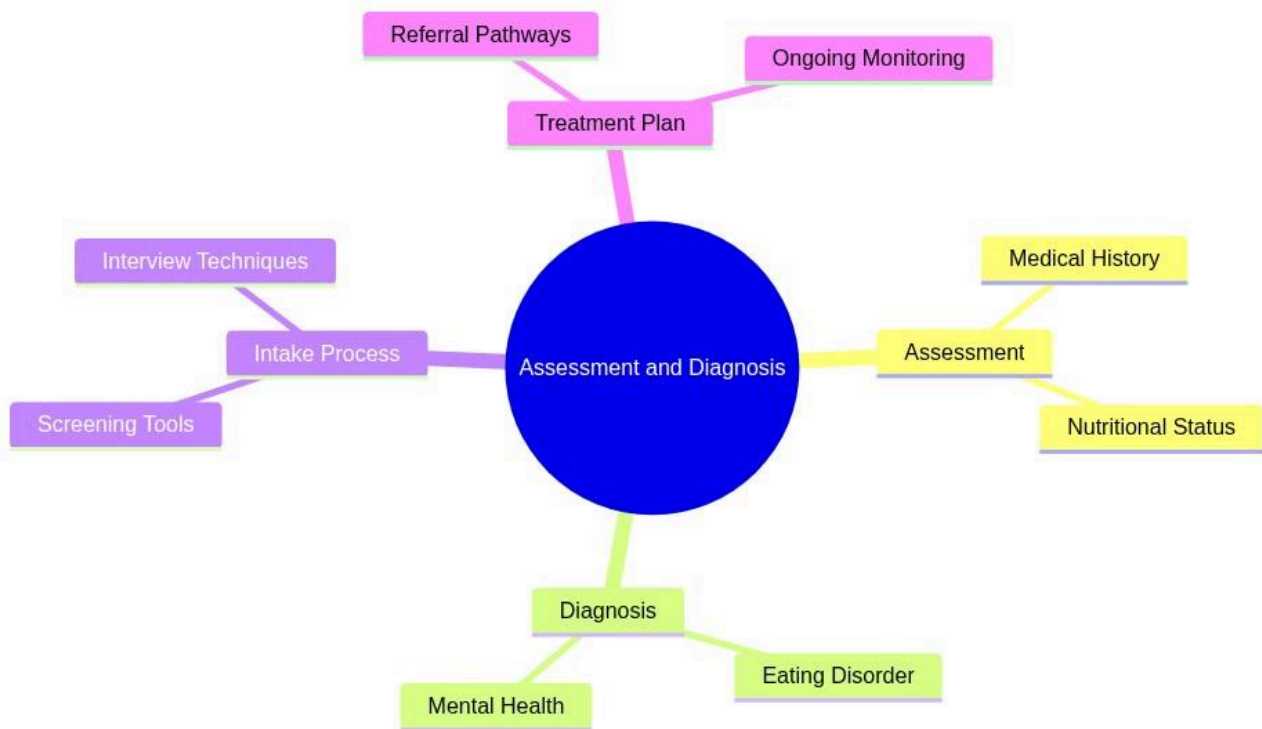 Referral Pathways
Ongoing Monitoring
Treatment Plan
Interview Techniques
Medical History
Intake Process
Assessment
Assessment and Diagnosis
Screening Tools
Nutritional Status
Diagnosis
Eating Disorder
Mental Health